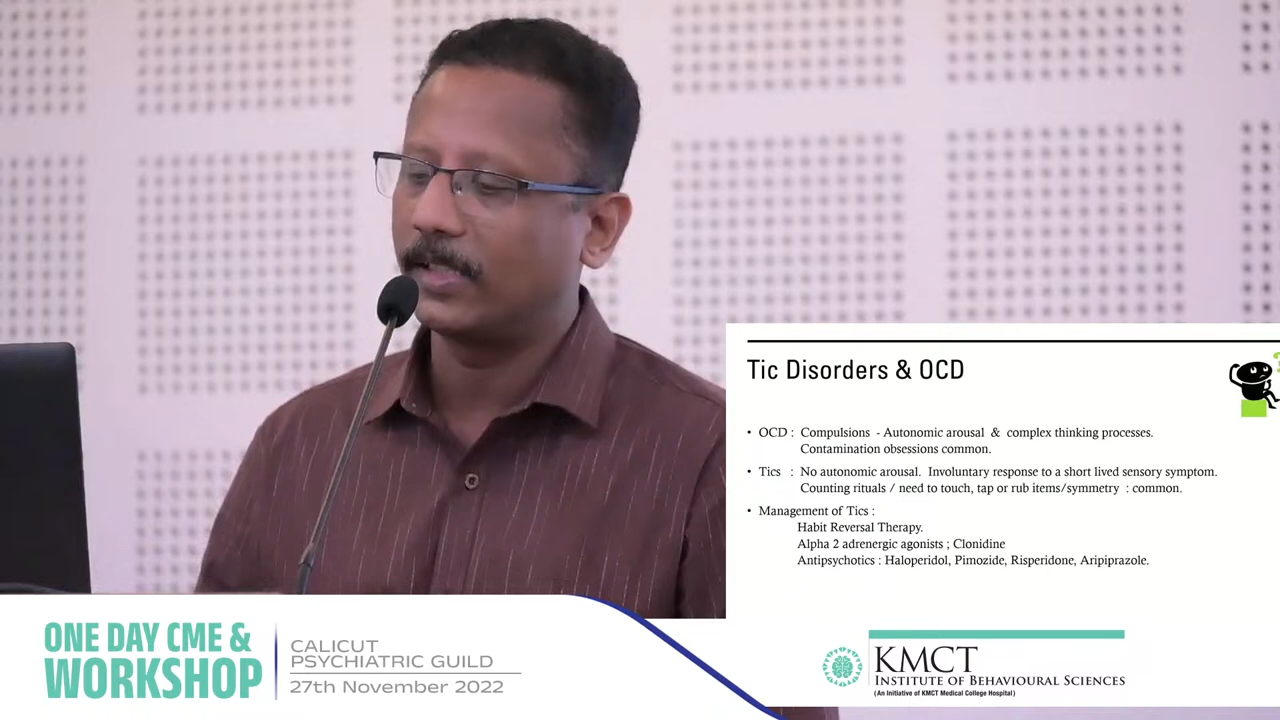 Tic Disorders & OCD
• OCD : Compulsions - Autonomic arousal & complex thinking processes.
Contamination obsessions common.
• Tics : No autonomic arousal. Involuntary response to a short lived sensory symptom.
Counting rituals / need to touch, tap or rub items/symmetry : common.
• Management of Tics :
Habit Reversal Therapy.
Alpha 2 adrenergic agonists ; Clonidine
Antipsychotics : Haloperidol, Pimozide, Risperidone, Aripiprazole.
ONE DAY CME &
WORKSHOP
CALICUT
PSYCHIATRIC GUILD
27th November 2022
KMCT
INSTITUTE OF BEHAVIOURAL SCIENCES
(An Initiative of KMCT Medical College Hospital)